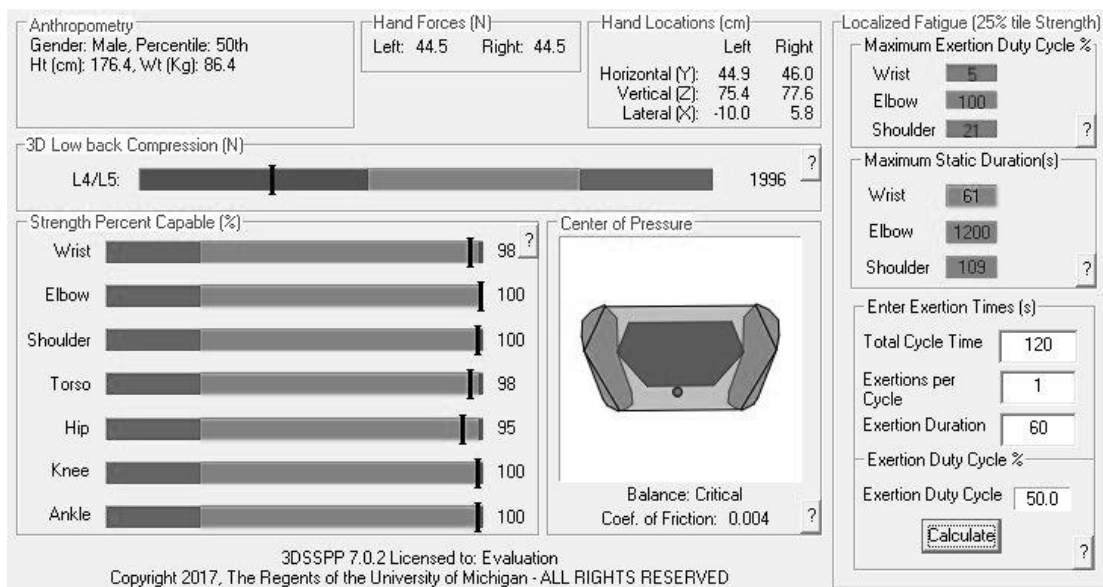 Anthropometry
Gender: Male, Percentile: 50th
Ht (cm): 176.4, Wt (Kg): 86.4
Hand Forces (N)
Left: 44.5 Right: 44.5
Hand Locations (cm)
Left Right
Horizontal (Y): 44.9 46.0
Vertical (Z): 75.4 77.6
Lateral (X): -10.0 5.8
3D Low back Compression (N)
L4/L5: 1996 ?
Strength Percent Capable (%)
Wrist 98 ?
Elbow 100
Shoulder 100
Torso 98
Hip 95
Knee 100
Ankle 100
Center of Pressure
Balance: Critical
Coef. of Friction: 0.004 ?
Localized Fatigue (25% tile Strength)
Maximum Exertion Duty Cycle %
Wrist 5
Elbow 100
Shoulder 21 ?
Maximum Static Duration(s)
Wrist 61
Elbow 1200
Shoulder 109 ?
Enter Exertion Times (s)
Total Cycle Time 120
Exertions per
Cycle 1
Exertion Duration 60
Exertion Duty Cycle %
Exertion Duty Cycle 50.0
Calculate ?
3DSSPP 7.0.2 Licensed to: Evaluation
Copyright 2017, The Regents of the University of Michigan - ALL RIGHTS RESERVED